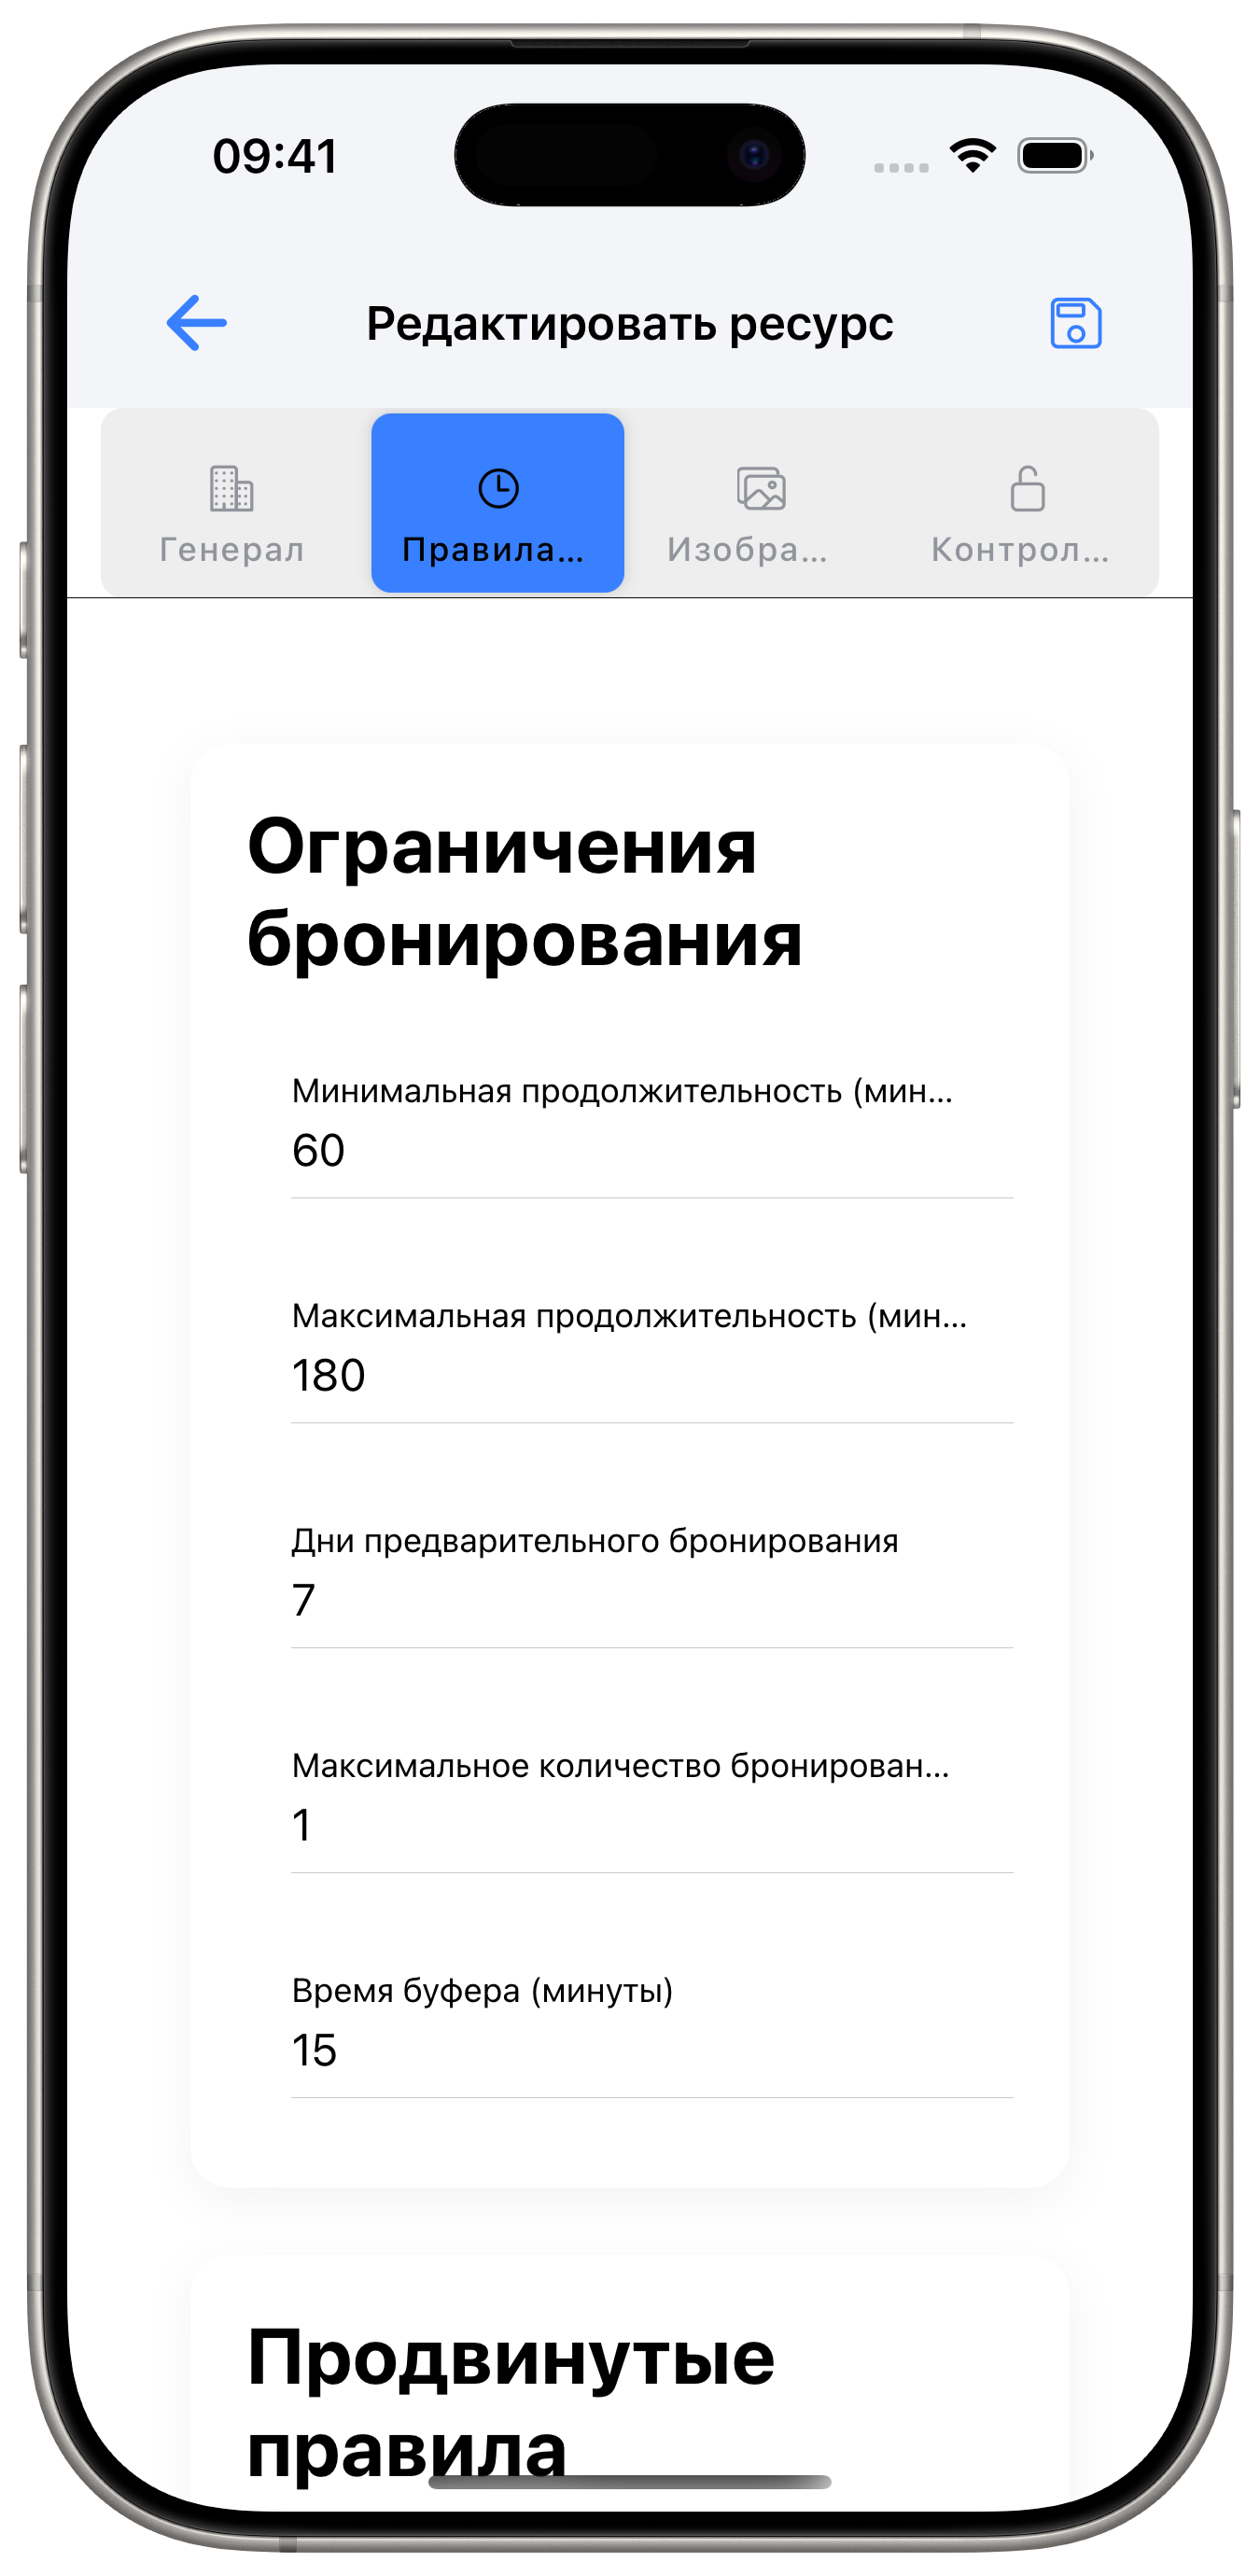 09:41
Редактировать ресурс
Генерал
Правила...
Изобра...
Контрол...
Ограничения
бронирования
Минимальная продолжительность (мин...
60
Максимальная продолжительность (мин...
180
Дни предварительного бронирования
7
Максимальное количество бронирован...
1
Время буфера (минуты)
15
Продвинутые
правила